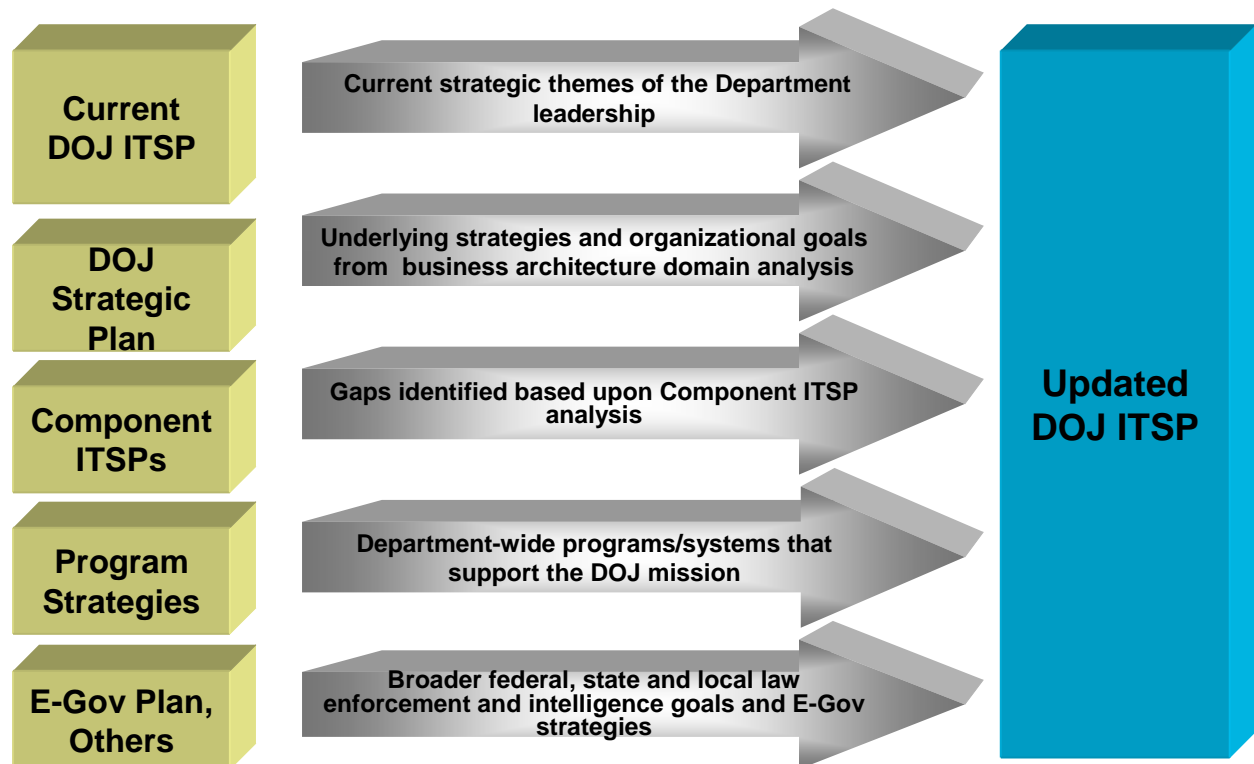 Current
DOJ ITSP
Current strategic themes of the Department
leadership
DOJ
Strategic
Plan
Underlying strategies and organizational goals
from business architecture domain analysis
Component
ITSPs
Gaps identified based upon Component ITSP
analysis
Program
Strategies
Department-wide programs/systems that
support the DOJ mission
E-Gov Plan,
Others
Broader federal, state and local law
enforcement and intelligence goals and E-Gov
strategies
Updated
DOJ ITSP